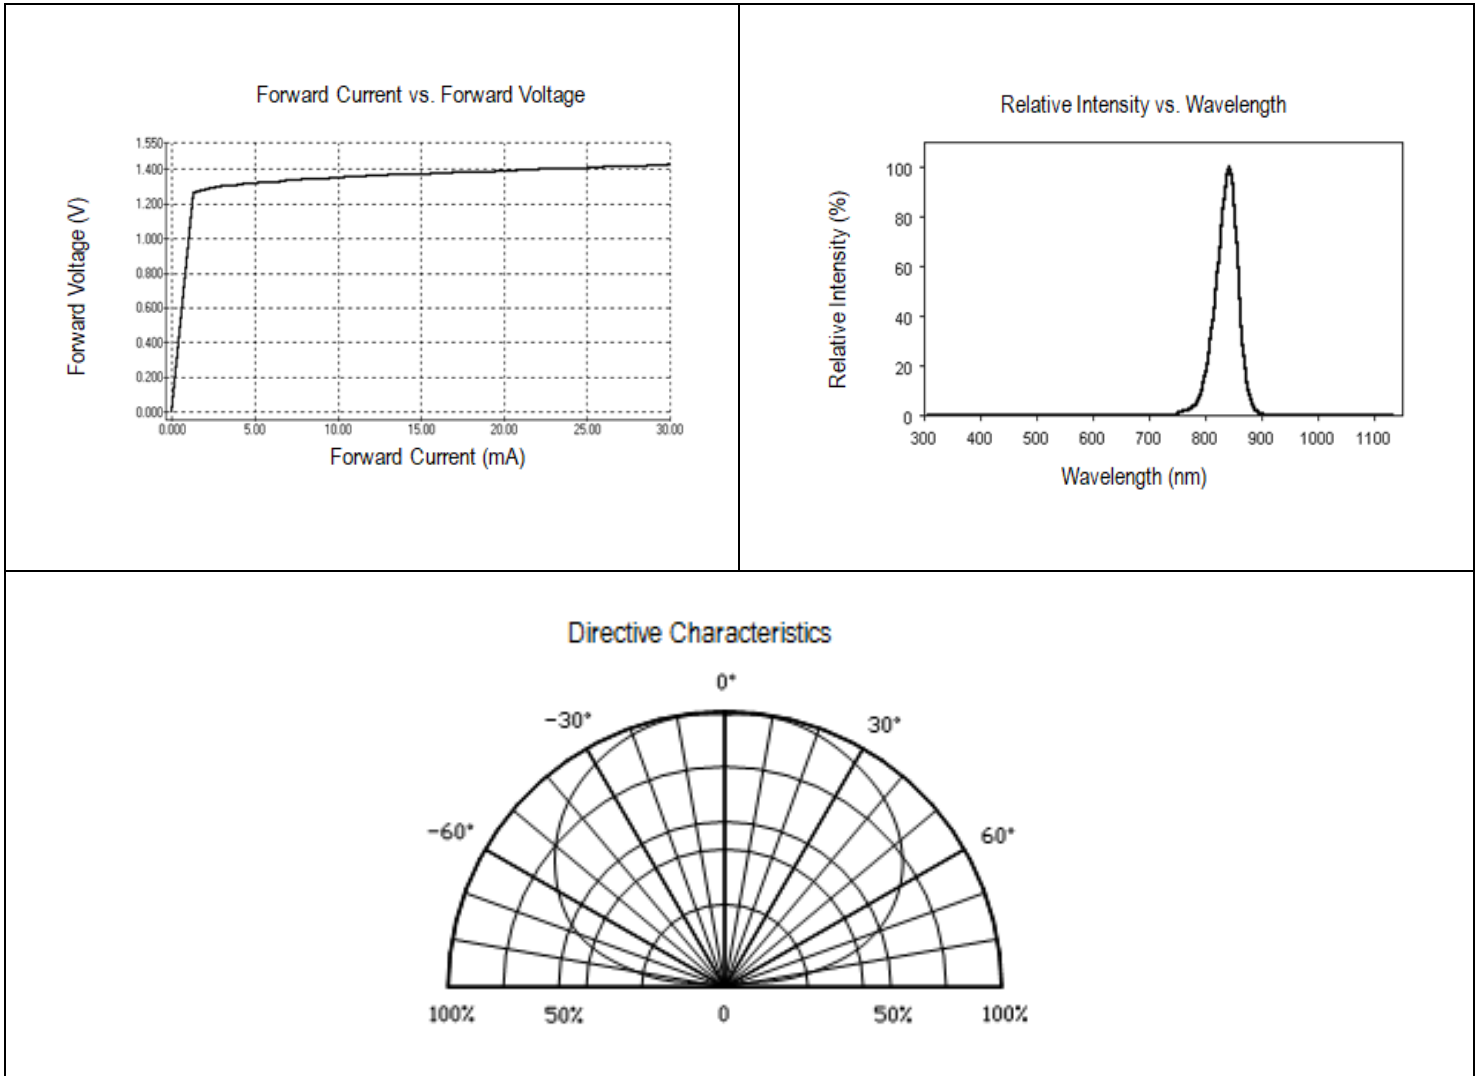 Forward Current vs. Forward Voltage
1.550
1.400
1.200
1.000
0.800
0.600
0.400
0.200
0.000
Forward Voltage (V)
0.000 5.00 10.00 15.00 20.00 25.00 30.00
Forward Current (mA)
Relative Intensity vs. Wavelength
100
80
60
40
20
0
Relative Intensity (%)
300 400 500 600 700 800 900 1000 1100
Wavelength (nm)
Directive Characteristics
0°
-30° 30°
-60° 60°
100% 50% 0 50% 100%